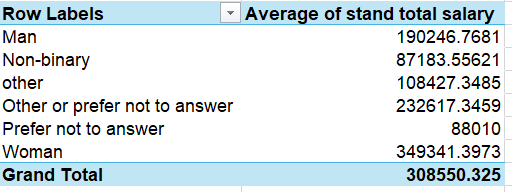 Row Labels Average of stand total salary
Man 190246.7681
Non-binary 87183.55621
other 108427.3485
Other or prefer not to answer 232617.3459
Prefer not to answer 88010
Woman 349341.3973
Grand Total 308550.325